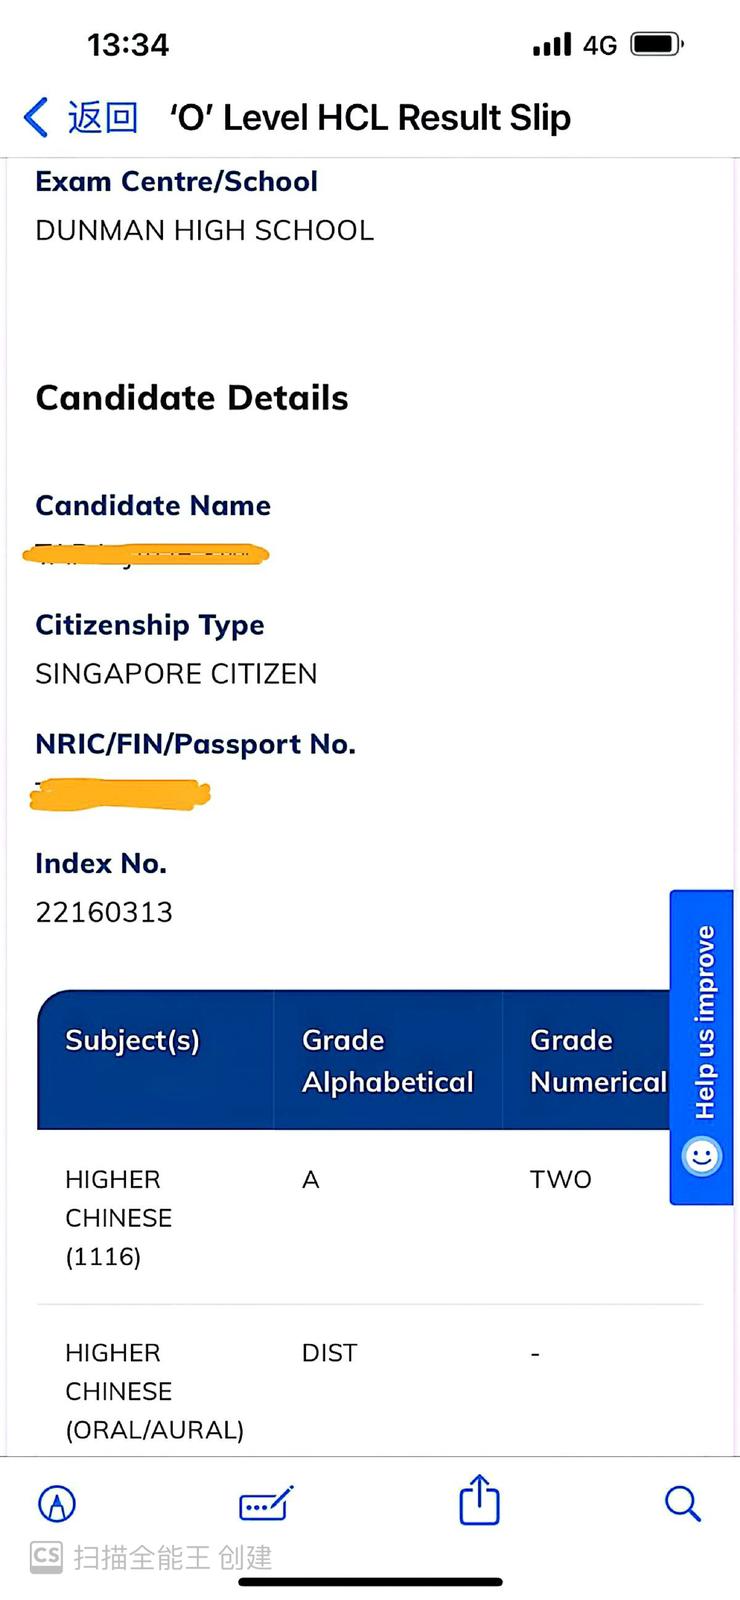 13:34
4G
返回 'O' Level HCL Result Slip
Exam Centre/School
DUNMAN HIGH SCHOOL
Candidate Details
Candidate Name
Citizenship Type
SINGAPORE CITIZEN
NRIC/FIN/Passport No.
Index No.
22160313
Subject(s)
Grade
Alphabetical
Grade
Numerical
Help us improve
HIGHER
CHINESE
(1116)
A
TWO
HIGHER
CHINESE
(ORAL/AURAL)
DIST
-
CS 扫描全能王 创建